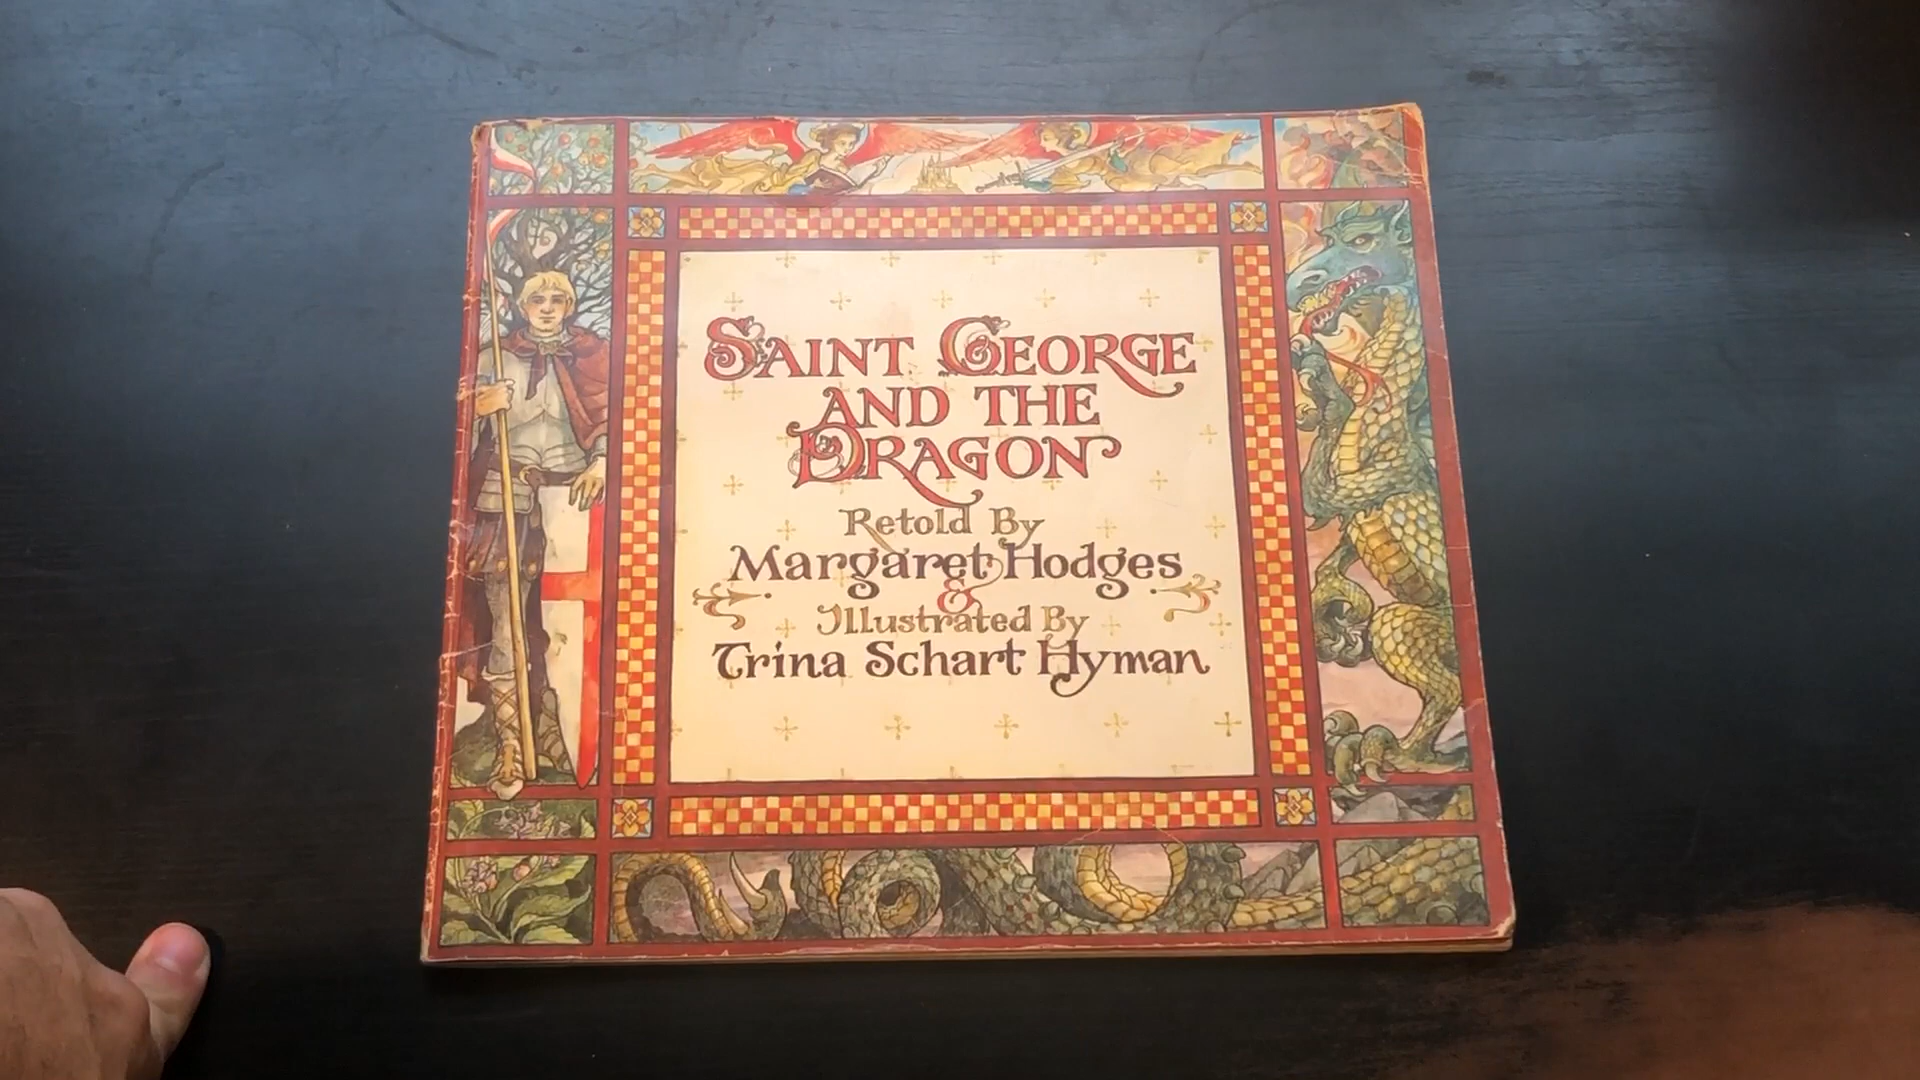 Saint George
and the
Dragon
Retold By
Margaret Hodges
&
Illustrated By
Trina Schart Hyman